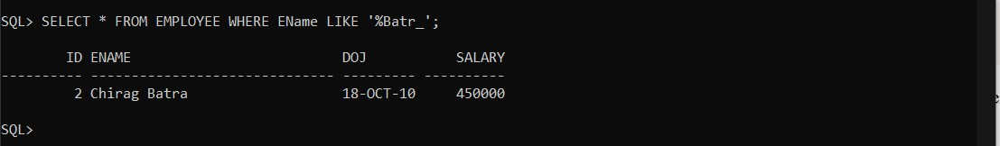 SQL> SELECT * FROM EMPLOYEE WHERE EName LIKE '%Batr_';
        ID ENAME                          DOJ           SALARY
---------- ------------------------------ --------- ----------
         2 Chirag Batra                   18-OCT-10     450000
SQL>